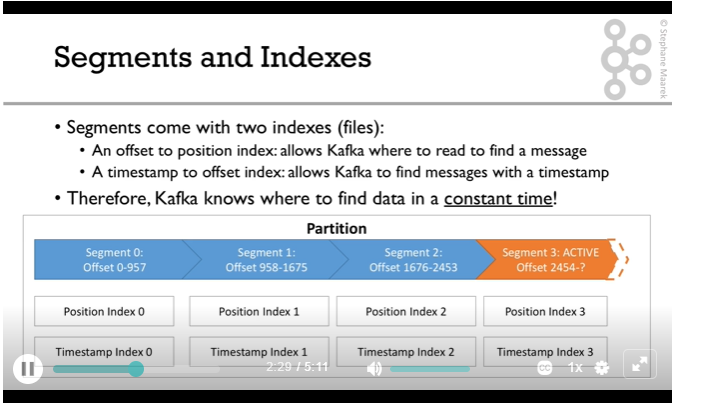 Segments and Indexes
© Stephane Maarek
• Segments come with two indexes (files):
• An offset to position index: allows Kafka where to read to find a message
• A timestamp to offset index: allows Kafka to find messages with a timestamp
• Therefore, Kafka knows where to find data in a constant time!
Partition
Segment 0:
Offset 0-957
Segment 1:
Offset 958-1675
Segment 2:
Offset 1676-2453
Segment 3: ACTIVE
Offset 2454-?
Position Index 0
Position Index 1
Position Index 2
Position Index 3
Timestamp Index 0
Timestamp Index 1
Timestamp Index 2
Timestamp Index 3
2:29 / 5:11
CC
1x